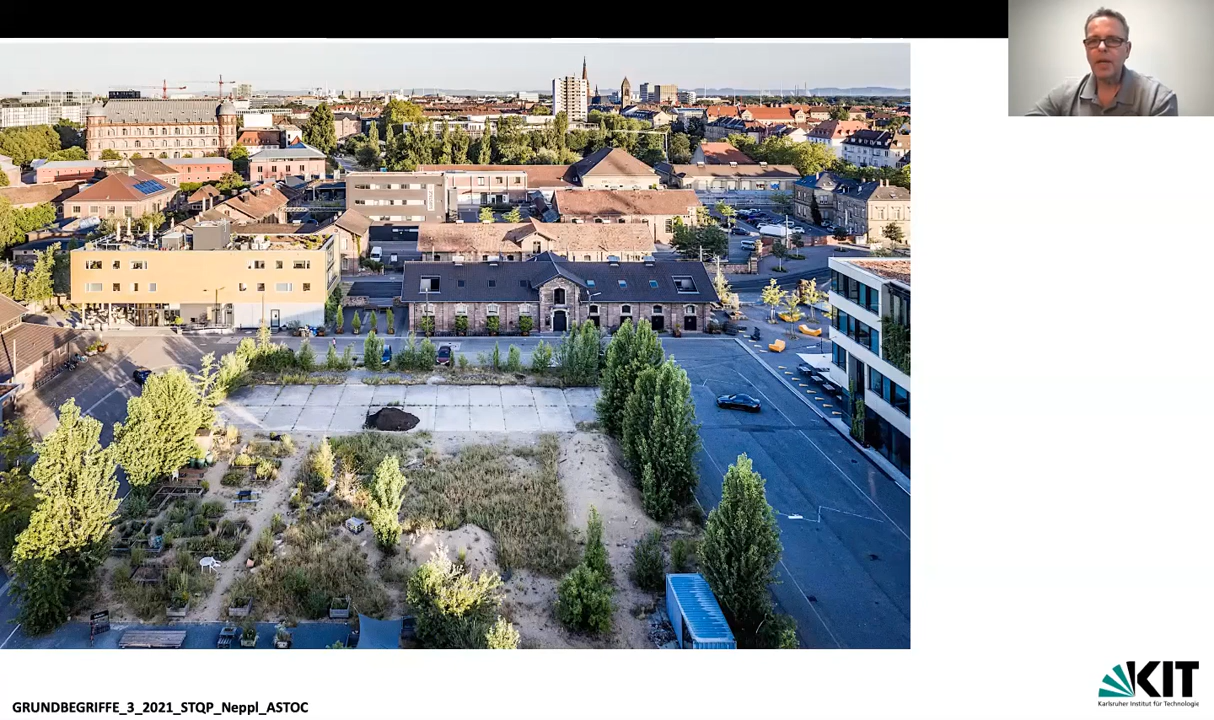 KIT
Karlsruher Institut für Technologie
GRUNDBEGRIFFE_3_2021_STQP_Neppl_ASTOC